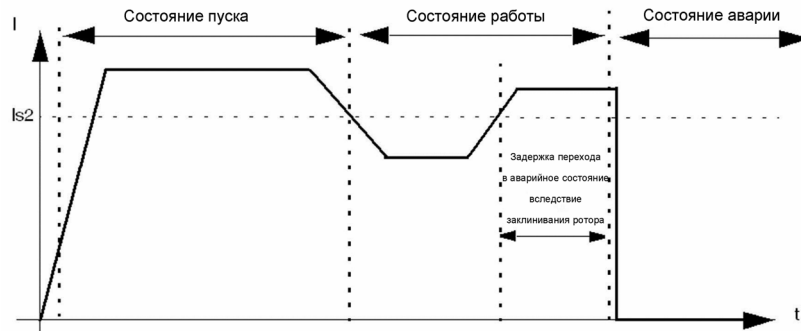 I
Состояние пуска
Состояние работы
Состояние аварии
Is2
Задержка перехода
в аварийное состояние
вследствие
заклинивания ротора
t